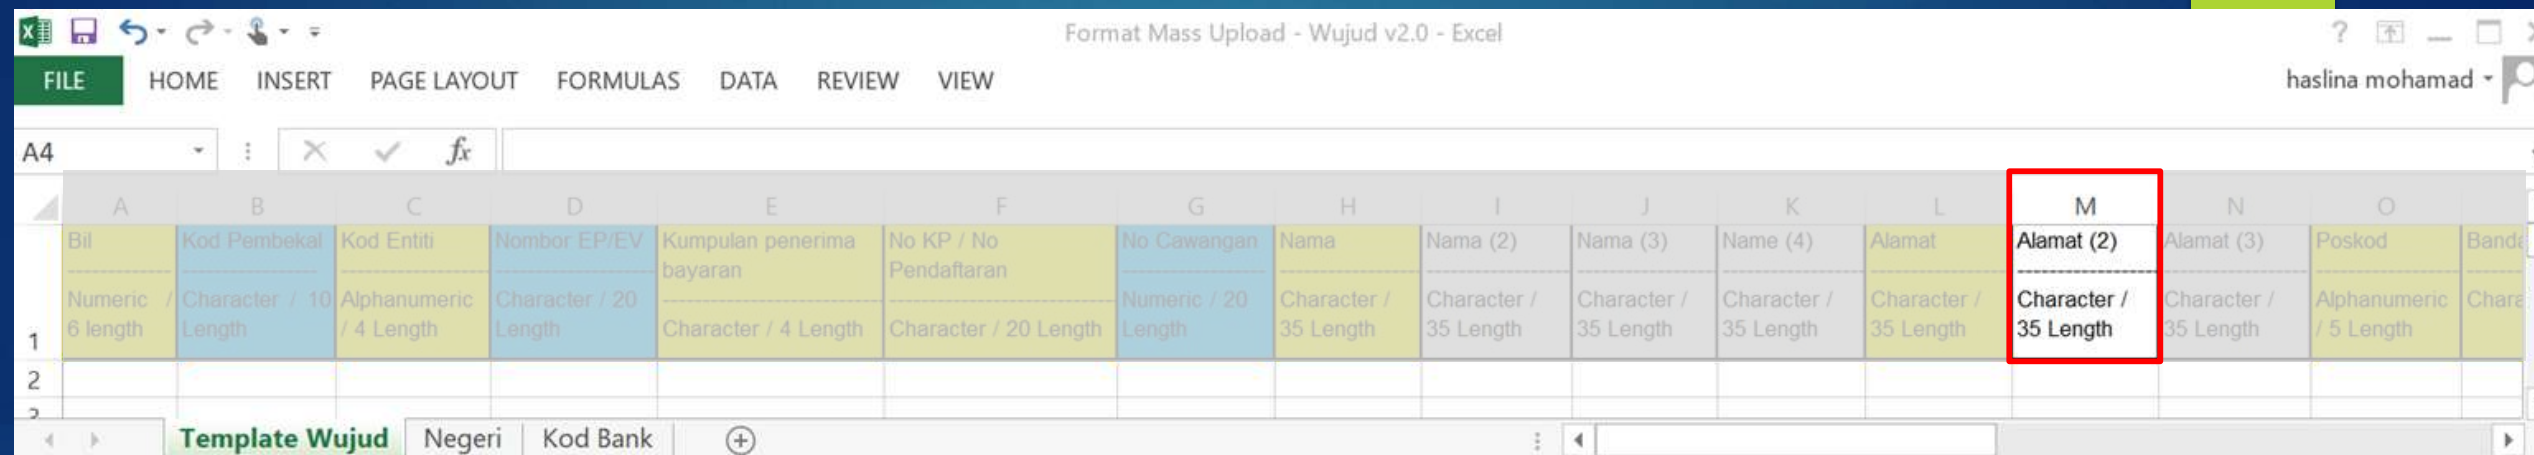 Format Mass Upload - Wujud v2.0 - Excel
?
FILE HOME INSERT PAGE LAYOUT FORMULAS DATA REVIEW VIEW haslina mohamad
A4 fx
A B C D E F G H I J K L M N O
Bil Kod Pembekal Kod Entiti Nombor EP/EV Kumpulan penerima No KP / No No Cawangan Nama Nama (2) Nama (3) Name (4) Alamat Alamat (2) Alamat (3) Poskod
bayaran Pendaftaran
Numeric / Character / 10 Alphanumeric Character / 20 Numeric / 20 Character / Character / Character / Character / Character / Character / Character / Alphanumeric
1 6 length Length / 4 Length Length Character / 4 Length Character / 20 Length Length 35 Length 35 Length 35 Length 35 Length 35 Length 35 Length 35 Length / 5 Length
2
Template Wujud Negeri Kod Bank